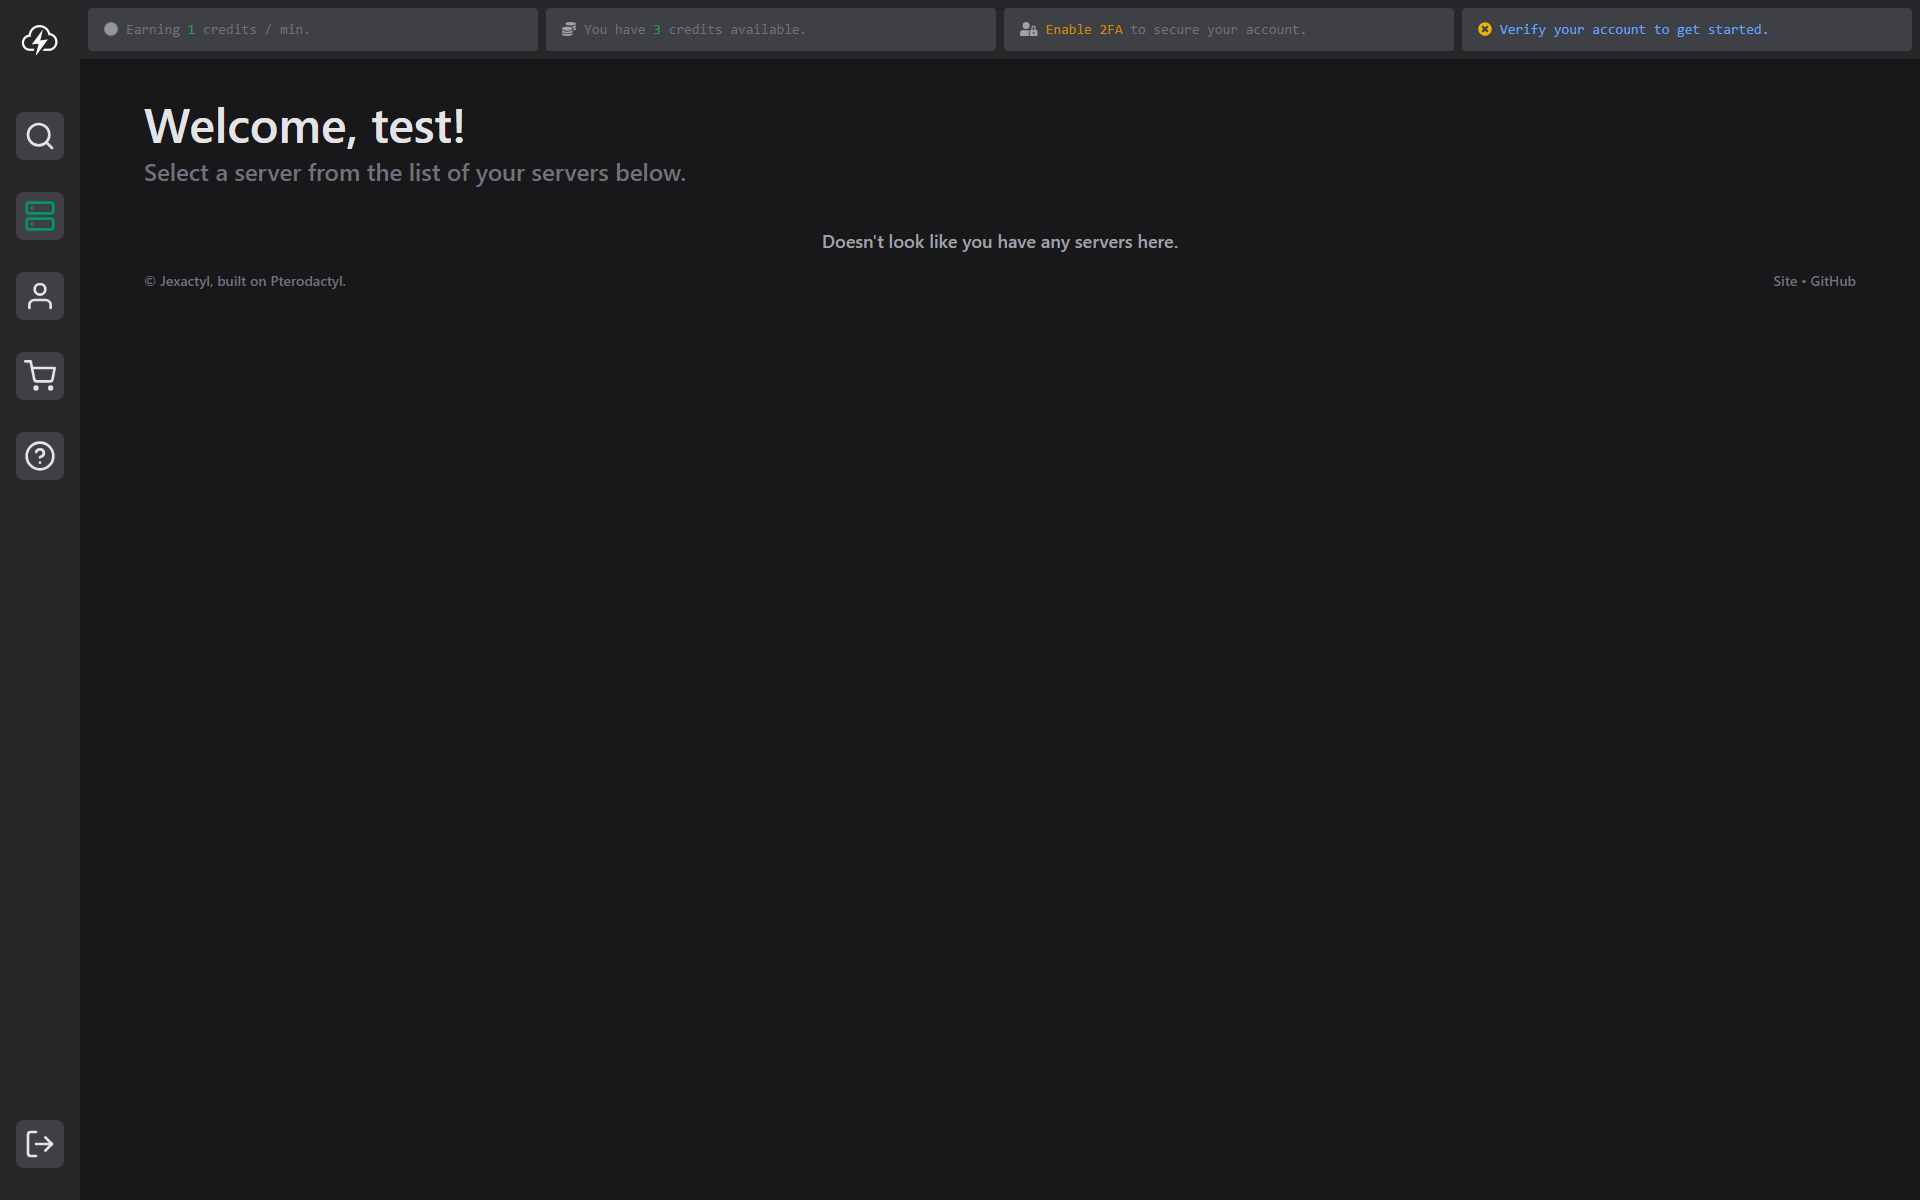 Earning 1 credits / min.
You have 3 credits available.
Enable 2FA to secure your account.
Verify your account to get started.
Welcome, test!
Select a server from the list of your servers below.
Doesn't look like you have any servers here.
© Jexactyl, built on Pterodactyl.
Site • GitHub